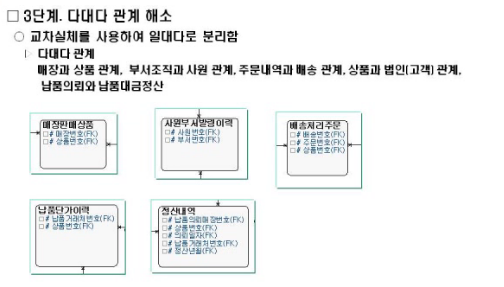 □ 3단계. 다대다 관계 해소
○ 교차실체를 사용하여 일대다로 분리함
다대다 관계
매장과 상품 관계, 부서조직과 사원 관계, 주문내역과 배송 관계, 상품과 법인(고객) 관계,
납품의뢰와 납품대금정산
매장판매상품
□# 매장번호(FK)
□# 상품번호(FK)
사원부서발령이력
□# 사원번호(FK)
□# 부서번호(FK)
배송처리주문
□# 배송번호(FK)
□# 주문번호(FK)
□# 상품번호(FK)
납품단가이력
□# 납품거래처번호(FK)
□# 상품번호(FK)
정산내역
□# 납품의뢰매장번호(FK)
□# 상품번호(FK)
□# 의뢰일자(FK)
□# 납품거래처번호(FK)
□# 정산년월(FK)